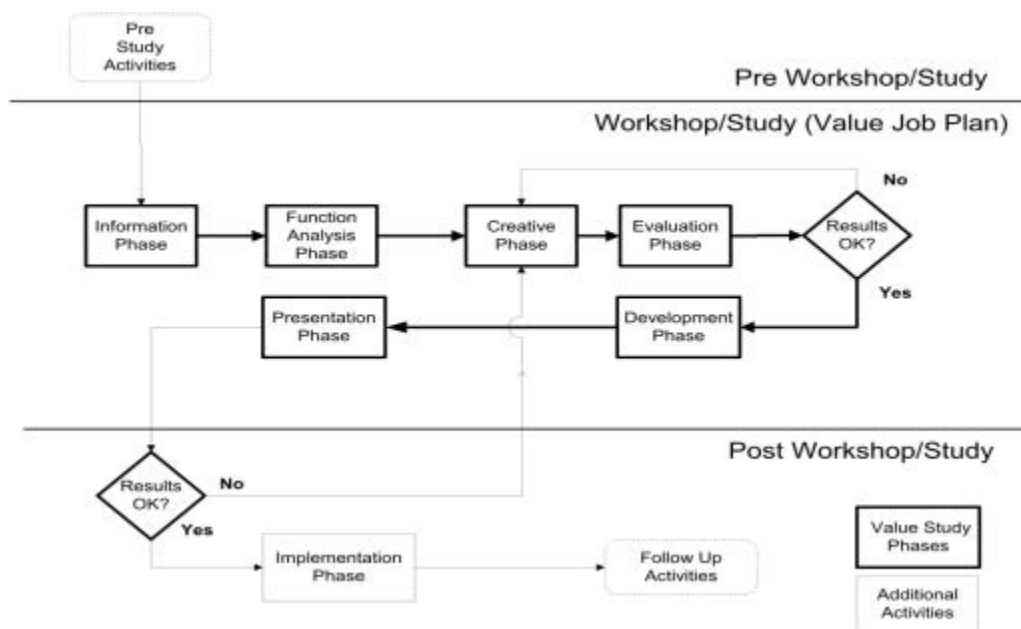 Pre
Study
Activities
Pre Workshop/Study
Workshop/Study (Value Job Plan)
No
Information
Phase
Function
Analysis
Phase
Creative
Phase
Evaluation
Phase
Results
OK?
Yes
Presentation
Phase
Development
Phase
Post Workshop/Study
Results
OK?
No
Yes
Implementation
Phase
Follow Up
Activities
Value Study
Phases
Additional
Activities